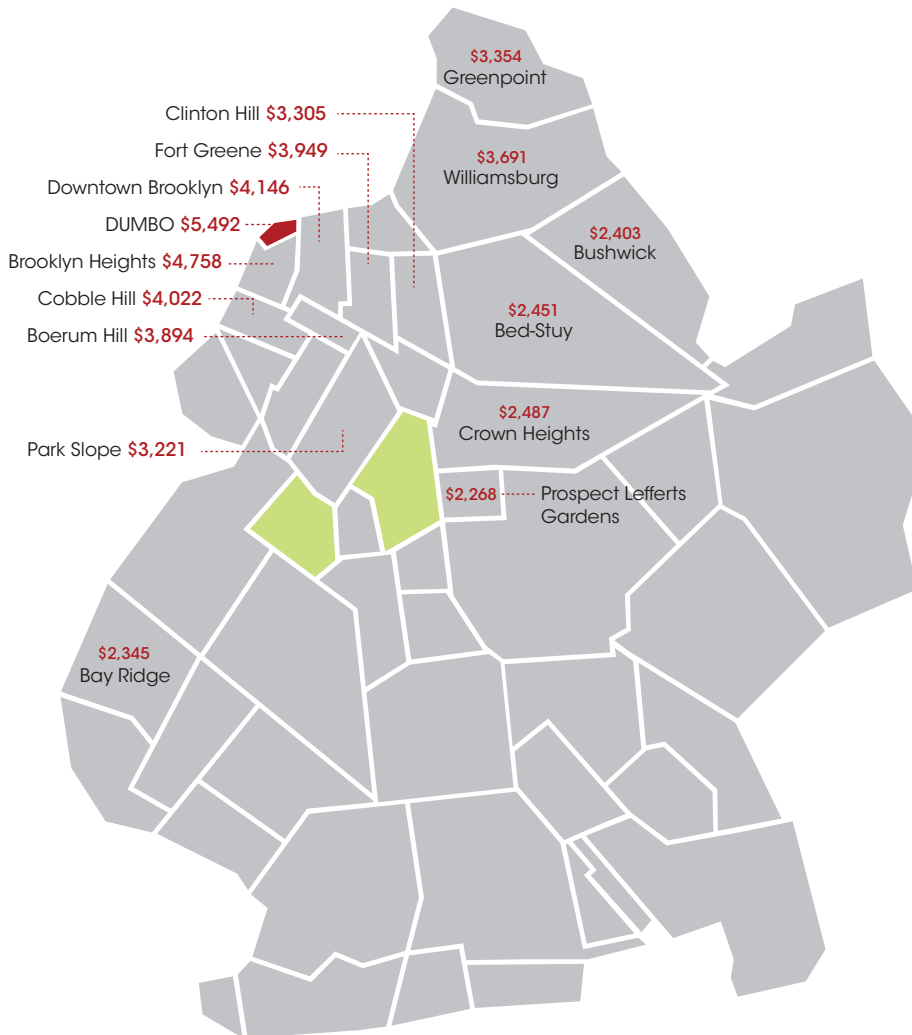 $3,354
Greenpoint
Clinton Hill $3,305
Fort Greene $3,949
$3,691
Williamsburg
Downtown Brooklyn $4,146
DUMBO $5,492
$2,403
Bushwick
Brooklyn Heights $4,758
Cobble Hill $4,022
$2,451
Bed-Stuy
Boerum Hill $3,894
$2,487
Crown Heights
Park Slope $3,221
$2,268
Prospect Lefferts
Gardens
$2,345
Bay Ridge